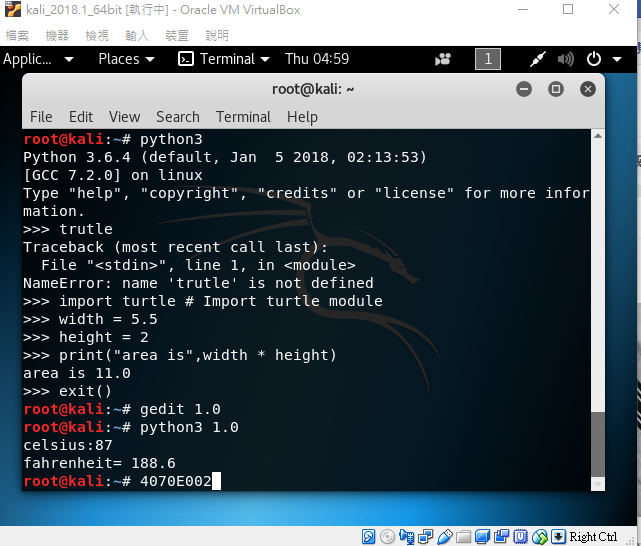 kali_2018.1_64bit [執行中] - Oracle VM VirtualBox
檔案 機器 檢視 輸入 裝置 說明
Applic... Places Terminal Thu 04:59 1
root@kali: ~
File Edit View Search Terminal Help
root@kali:~# python3
Python 3.6.4 (default, Jan  5 2018, 02:13:53)
[GCC 7.2.0] on linux
Type "help", "copyright", "credits" or "license" for more infor
mation.
>>> trutle
Traceback (most recent call last):
  File "<stdin>", line 1, in <module>
NameError: name 'trutle' is not defined
>>> import turtle # Import turtle module
>>> width = 5.5
>>> height = 2
>>> print("area is",width * height)
area is 11.0
>>> exit()
root@kali:~# gedit 1.0
root@kali:~# python3 1.0
celsius:87
fahrenheit= 188.6
root@kali:~# 4070E002
Right Ctrl